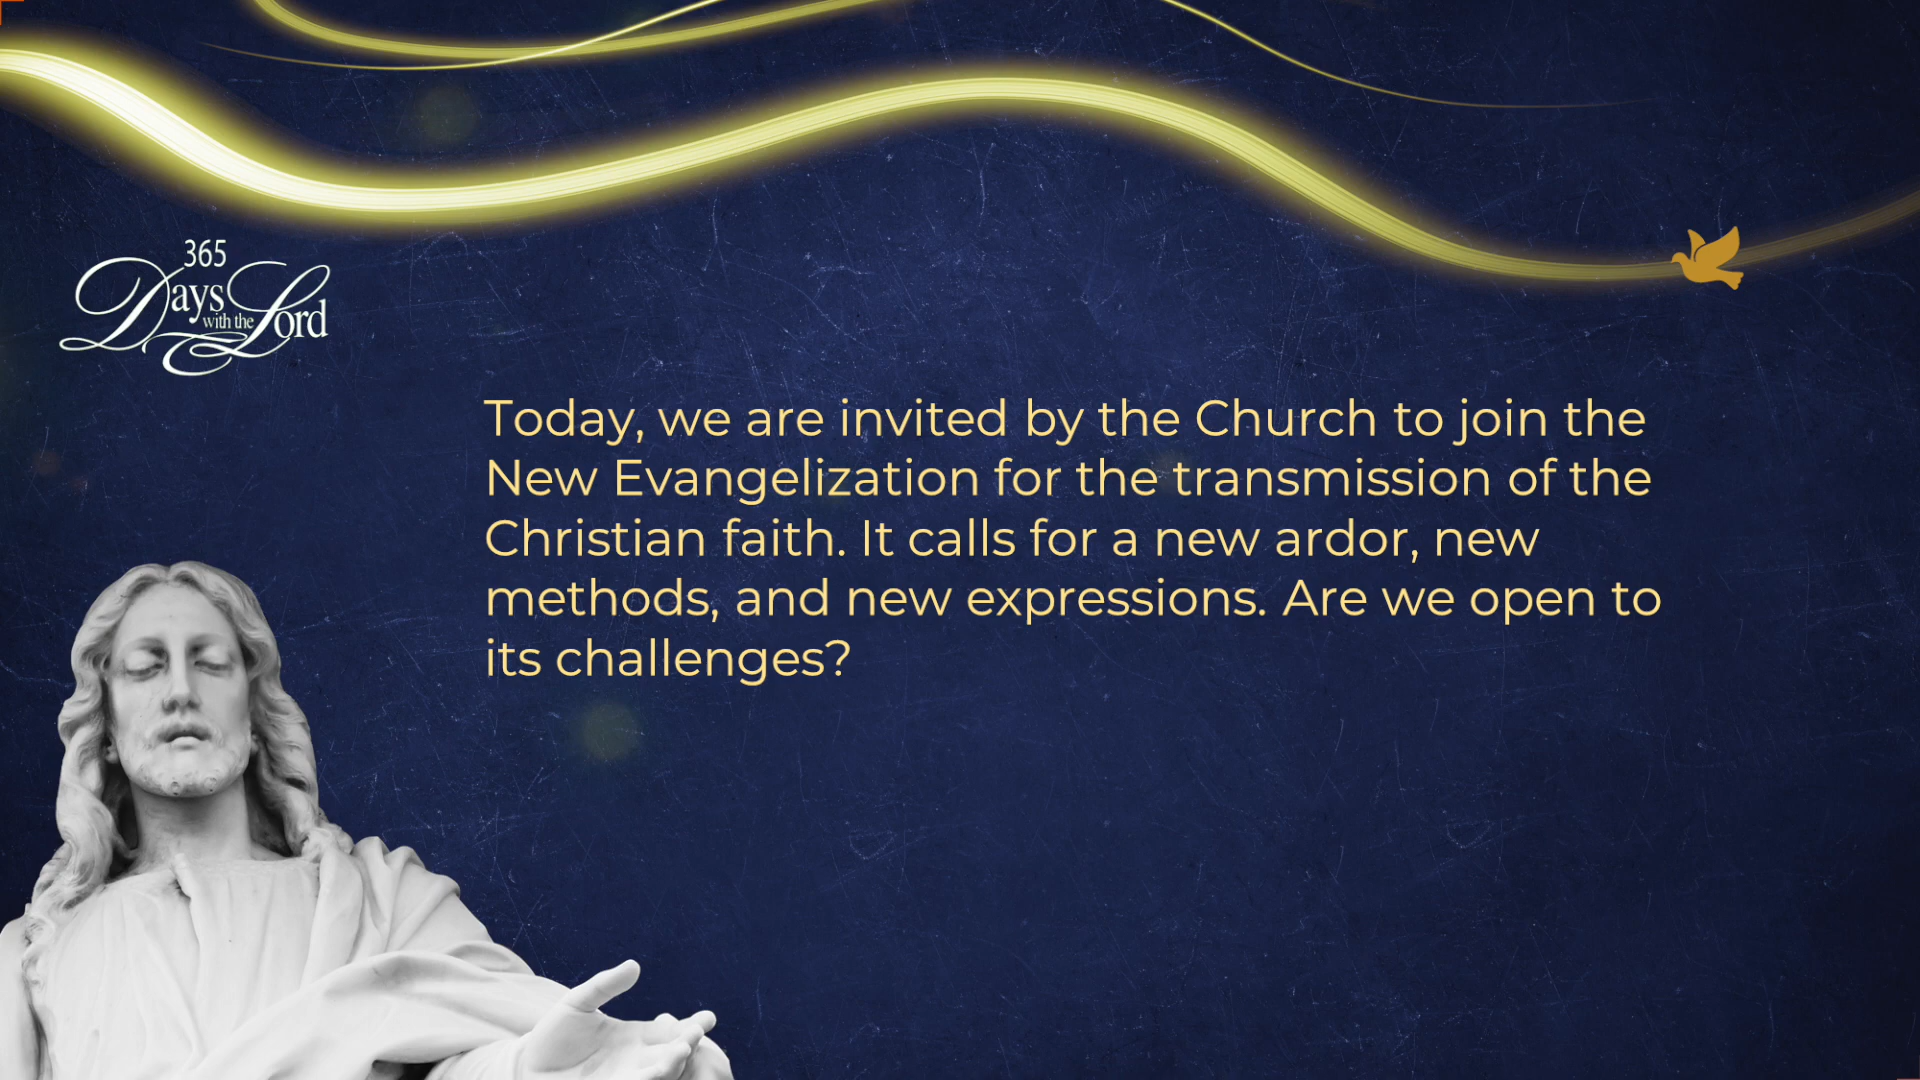 365
Days with the Lord
Today, we are invited by the Church to join the
New Evangelization for the transmission of the
Christian faith. It calls for a new ardor, new
methods, and new expressions. Are we open to
its challenges?